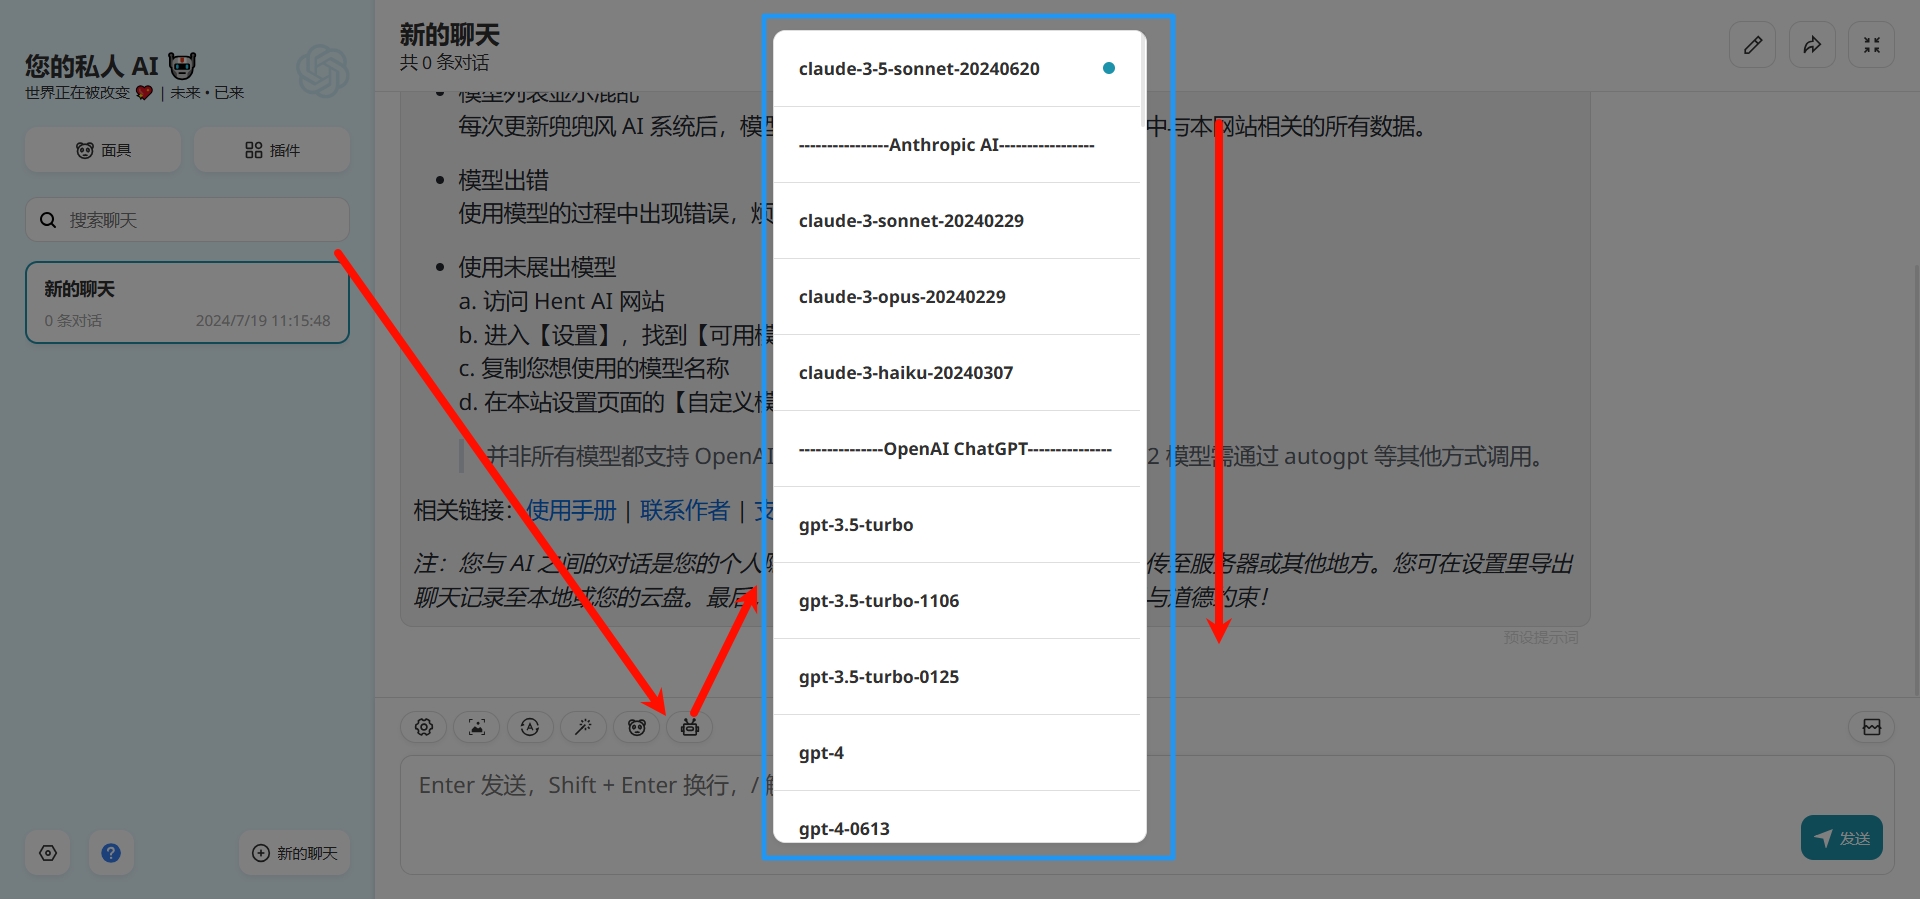 您的私人 AI
世界正在被改变 | 未来 • 已来
面具
插件
搜索聊天
新的聊天
0 条对话
2024/7/19 11:15:48
新的聊天
新的聊天
共 0 条对话
模型列表显示混乱
每次更新兜兜风 AI 系统后，模
中与本网站相关的所有数据。
模型出错
使用模型的过程中出现错误，烦
使用未展出模型
a. 访问 Hent AI 网站
b. 进入【设置】，找到【可用模
c. 复制您想使用的模型名称
d. 在本站设置页面的【自定义模
并非所有模型都支持 OpenAI
2 模型需通过 autogpt 等其他方式调用。
相关链接：使用手册 | 联系作者 | 支
注：您与 AI 之间的对话是您的个人
传至服务器或其他地方。您可在设置里导出
聊天记录至本地或您的云盘。最后
与道德约束！
预设提示词
Enter 发送，Shift + Enter 换行，/
发送
claude-3-5-sonnet-20240620
----------------Anthropic AI-----------------
claude-3-sonnet-20240229
claude-3-opus-20240229
claude-3-haiku-20240307
---------------OpenAI ChatGPT---------------
gpt-3.5-turbo
gpt-3.5-turbo-1106
gpt-3.5-turbo-0125
gpt-4
gpt-4-0613